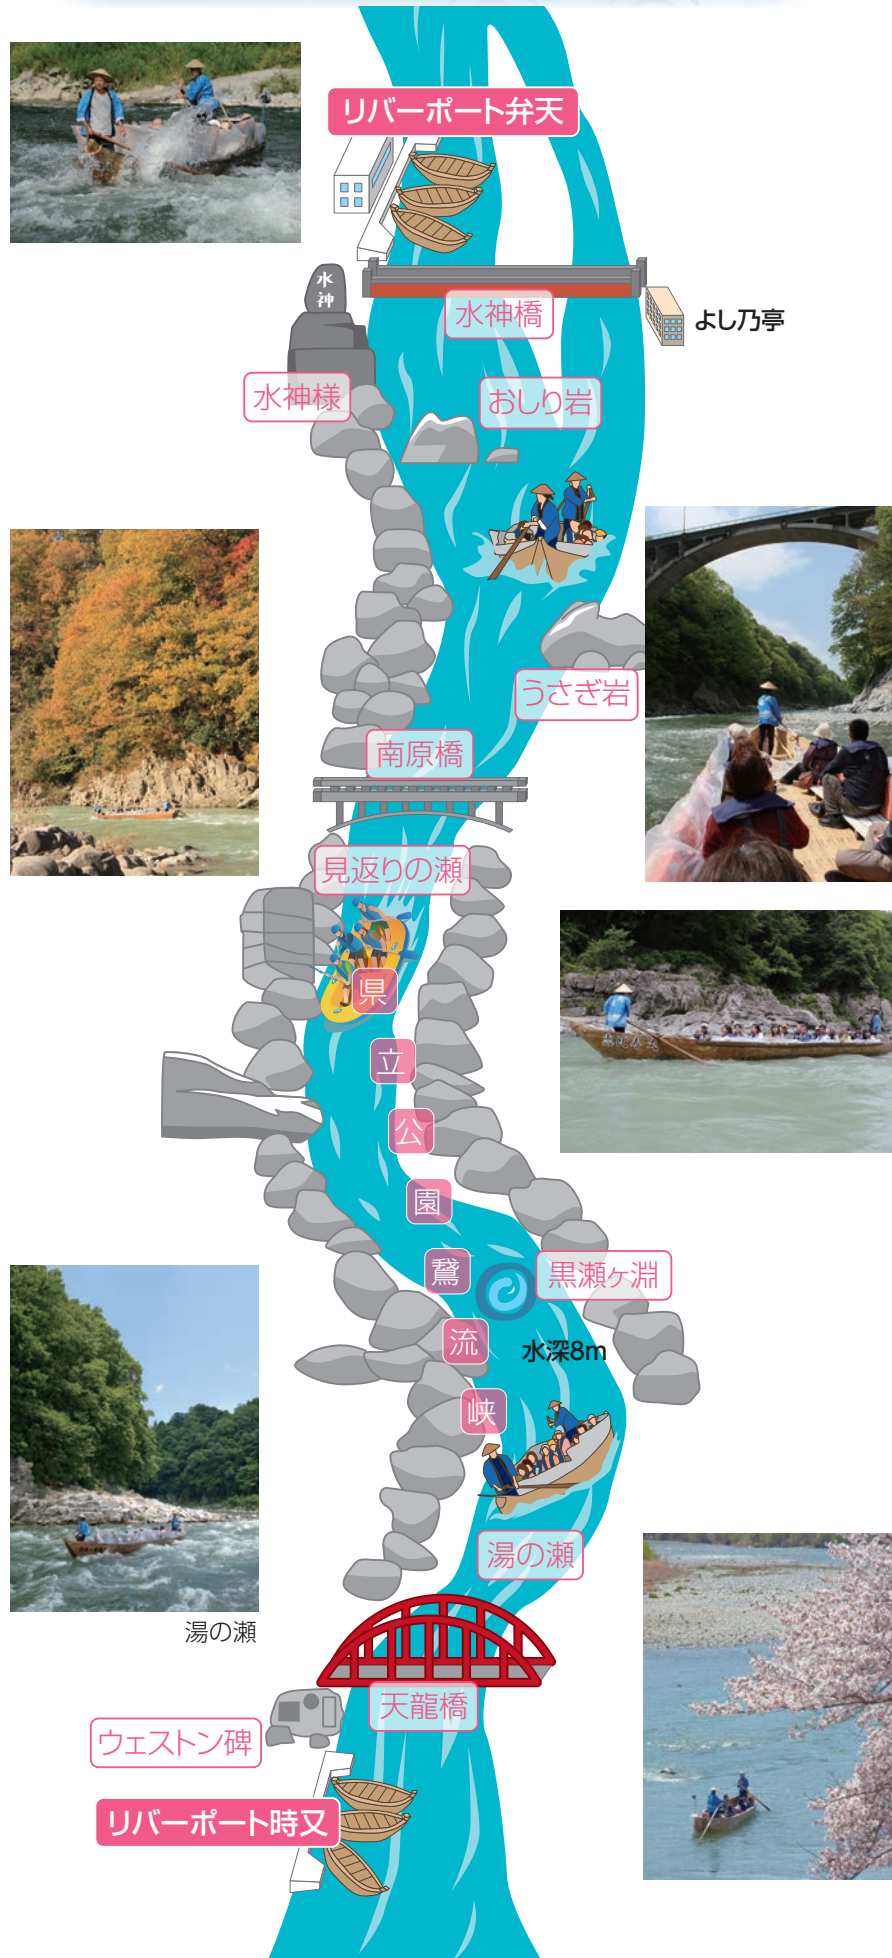 リバーポート弁天
水神
水神橋
よし乃亭
水神様
おしり岩
うさぎ岩
南原橋
見返りの瀬
県立公園鵞流峡
黒瀬ヶ淵
水深8m
湯の瀬
湯の瀬
天龍橋
ウェストン碑
リバーポート時又